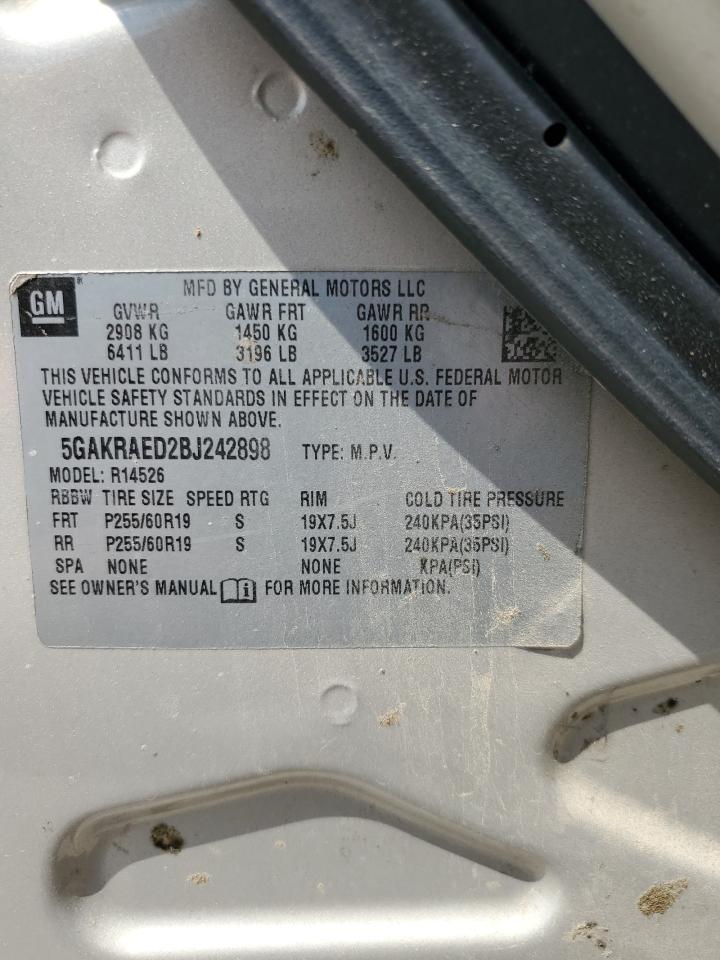 GM
MFD BY GENERAL MOTORS LLC
GVWR GAWR FRT GAWR RR
2908 KG 1450 KG 1600 KG
6411 LB 3196 LB 3527 LB
THIS VEHICLE CONFORMS TO ALL APPLICABLE U.S. FEDERAL MOTOR
VEHICLE SAFETY STANDARDS IN EFFECT ON THE DATE OF
MANUFACTURE SHOWN ABOVE.
5GAKRAED2BJ242898 TYPE: M.P.V.
MODEL: R14526
RBBW TIRE SIZE SPEED RTG RIM COLD TIRE PRESSURE
FRT P255/60R19 S 19X7.5J 240KPA(35PSI)
RR P255/60R19 S 19X7.5J 240KPA(35PSI)
SPA NONE NONE KPA(PSI)
SEE OWNER'S MANUAL FOR MORE INFORMATION.